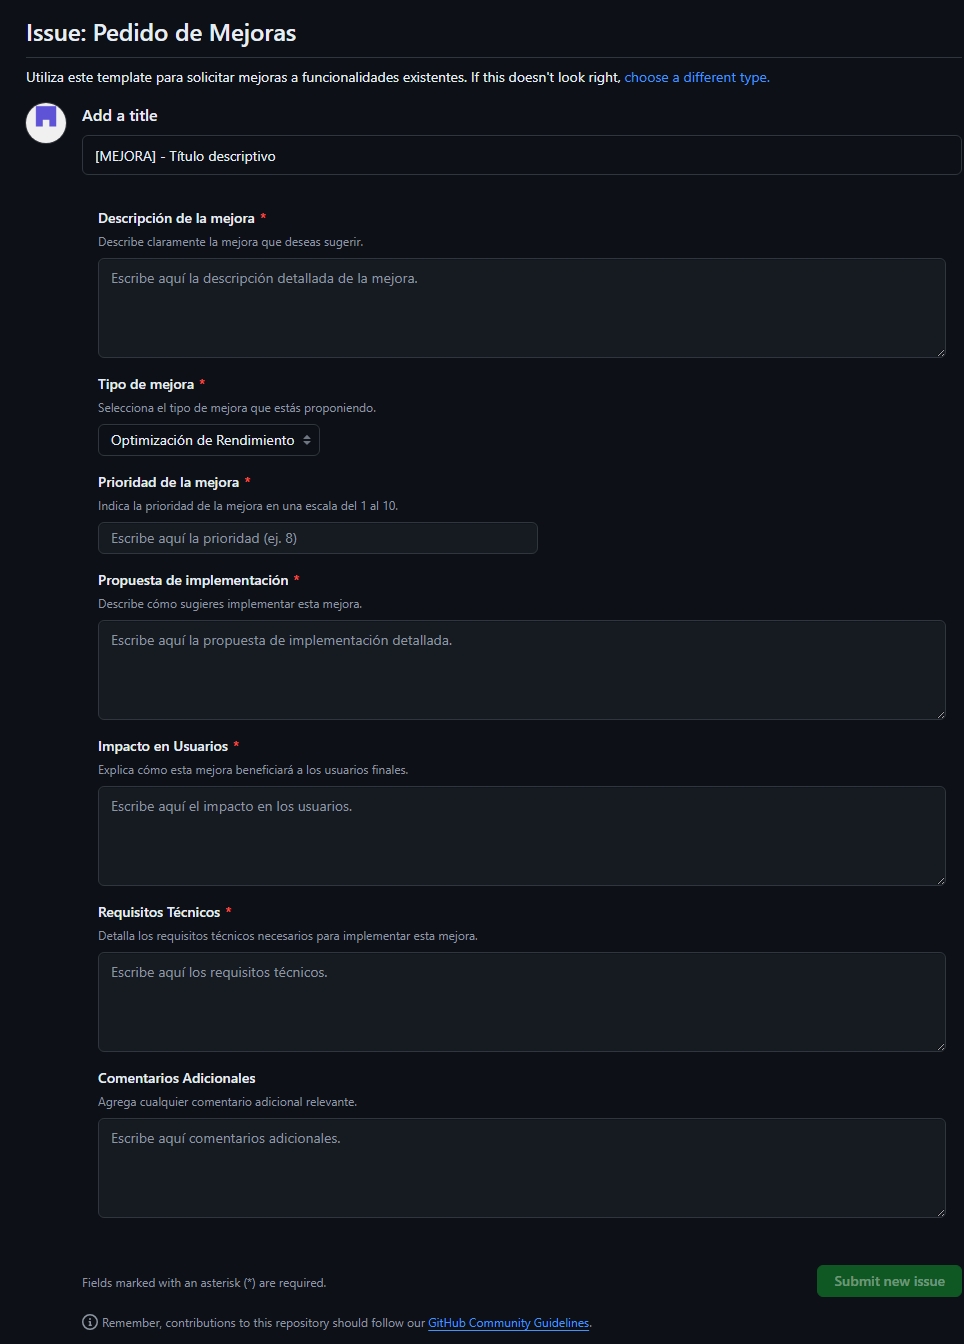 Issue: Pedido de Mejoras
Utiliza este template para solicitar mejoras a funcionalidades existentes. If this doesn't look right, choose a different type.
Add a title
[MEJORA] - Título descriptivo
Descripción de la mejora *
Describe claramente la mejora que deseas sugerir.
Escribe aquí la descripción detallada de la mejora.
Tipo de mejora *
Selecciona el tipo de mejora que estás proponiendo.
Optimización de Rendimiento
Prioridad de la mejora *
Indica la prioridad de la mejora en una escala del 1 al 10.
Escribe aquí la prioridad (ej. 8)
Propuesta de implementación *
Describe cómo sugieres implementar esta mejora.
Escribe aquí la propuesta de implementación detallada.
Impacto en Usuarios *
Explica cómo esta mejora beneficiará a los usuarios finales.
Escribe aquí el impacto en los usuarios.
Requisitos Técnicos *
Detalla los requisitos técnicos necesarios para implementar esta mejora.
Escribe aquí los requisitos técnicos.
Comentarios Adicionales
Agrega cualquier comentario adicional relevante.
Escribe aquí comentarios adicionales.
Fields marked with an asterisk (*) are required.
Submit new issue
Remember, contributions to this repository should follow our GitHub Community Guidelines.